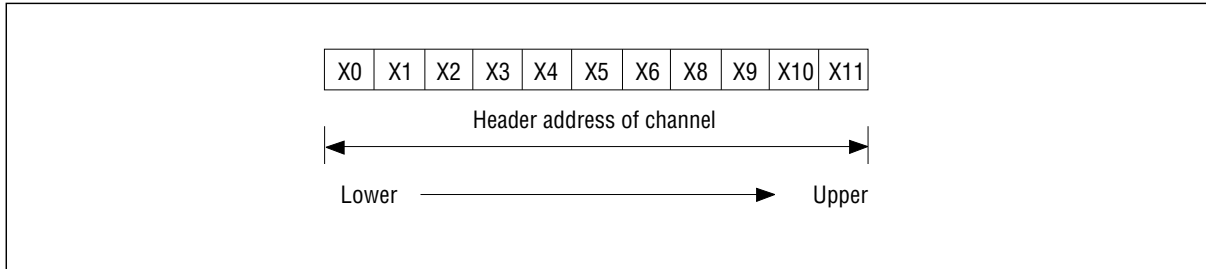 X0 X1 X2 X3 X4 X5 X6 X8 X9 X10 X11
Header address of channel
Lower Upper